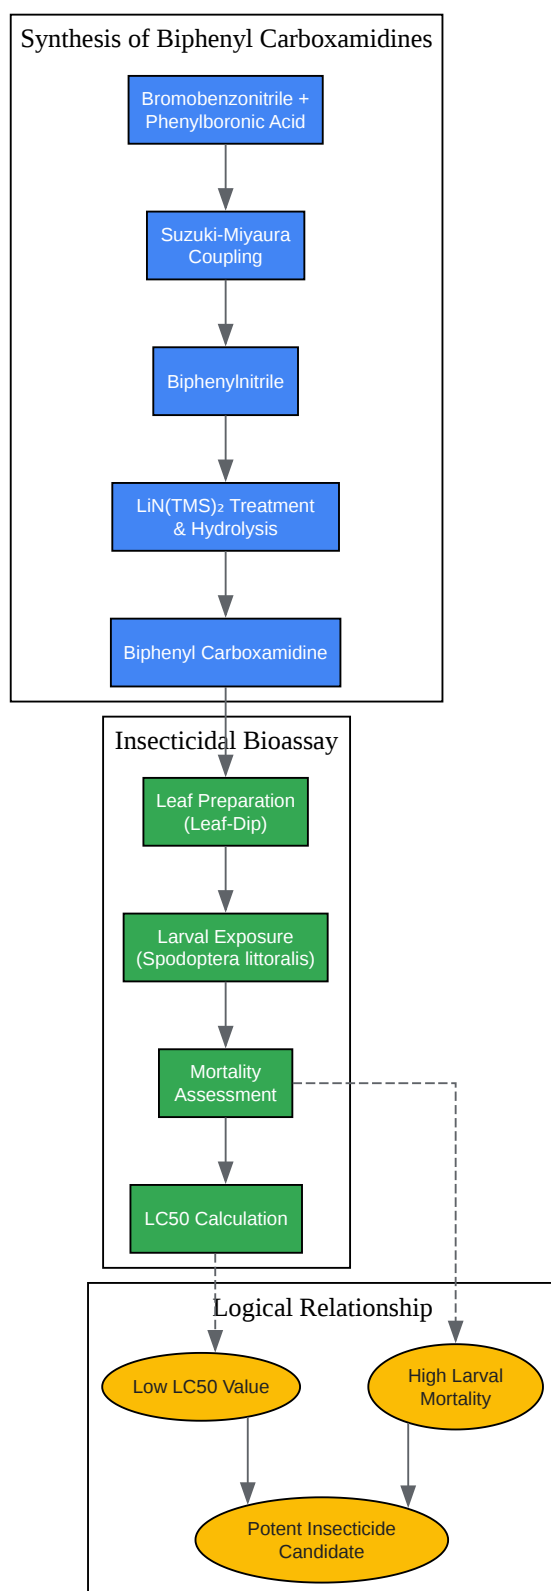 Synthesis of Biphenyl Carboxamidines
Bromobenzonitrile +
Phenylboronic Acid
Suzuki-Miyaura
Coupling
Biphenylnitrile
LiN(TMS)₂ Treatment
& Hydrolysis
Biphenyl Carboxamidine
Insecticidal Bioassay
Leaf Preparation
(Leaf-Dip)
Larval Exposure
(Spodoptera littoralis)
Mortality
Assessment
LC50 Calculation
Logical Relationship
Low LC50 Value
High Larval
Mortality
Potent Insecticide
Candidate